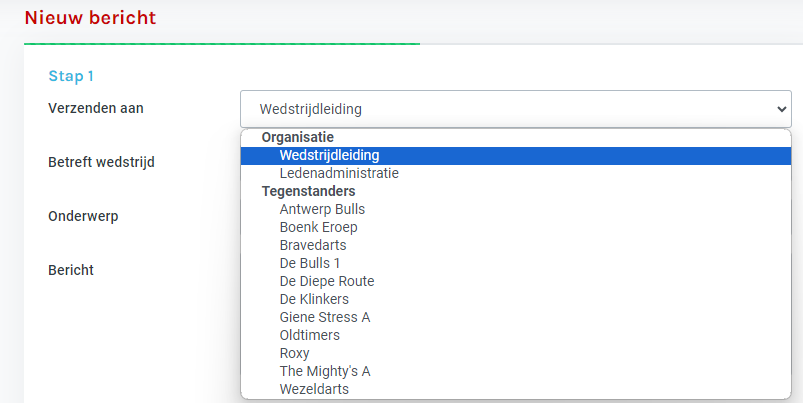 Nieuw bericht
Stap 1
Verzenden aan
Wedstrijdleiding
Organisatie
Wedstrijdleiding
Ledenadministratie
Tegenstanders
Antwerp Bulls
Boenk Eroep
Bravedarts
De Bulls 1
De Diepe Route
De Klinkers
Giene Stress A
Oldtimers
Roxy
The Mighty's A
Wezeldarts
Betreft wedstrijd
Onderwerp
Bericht